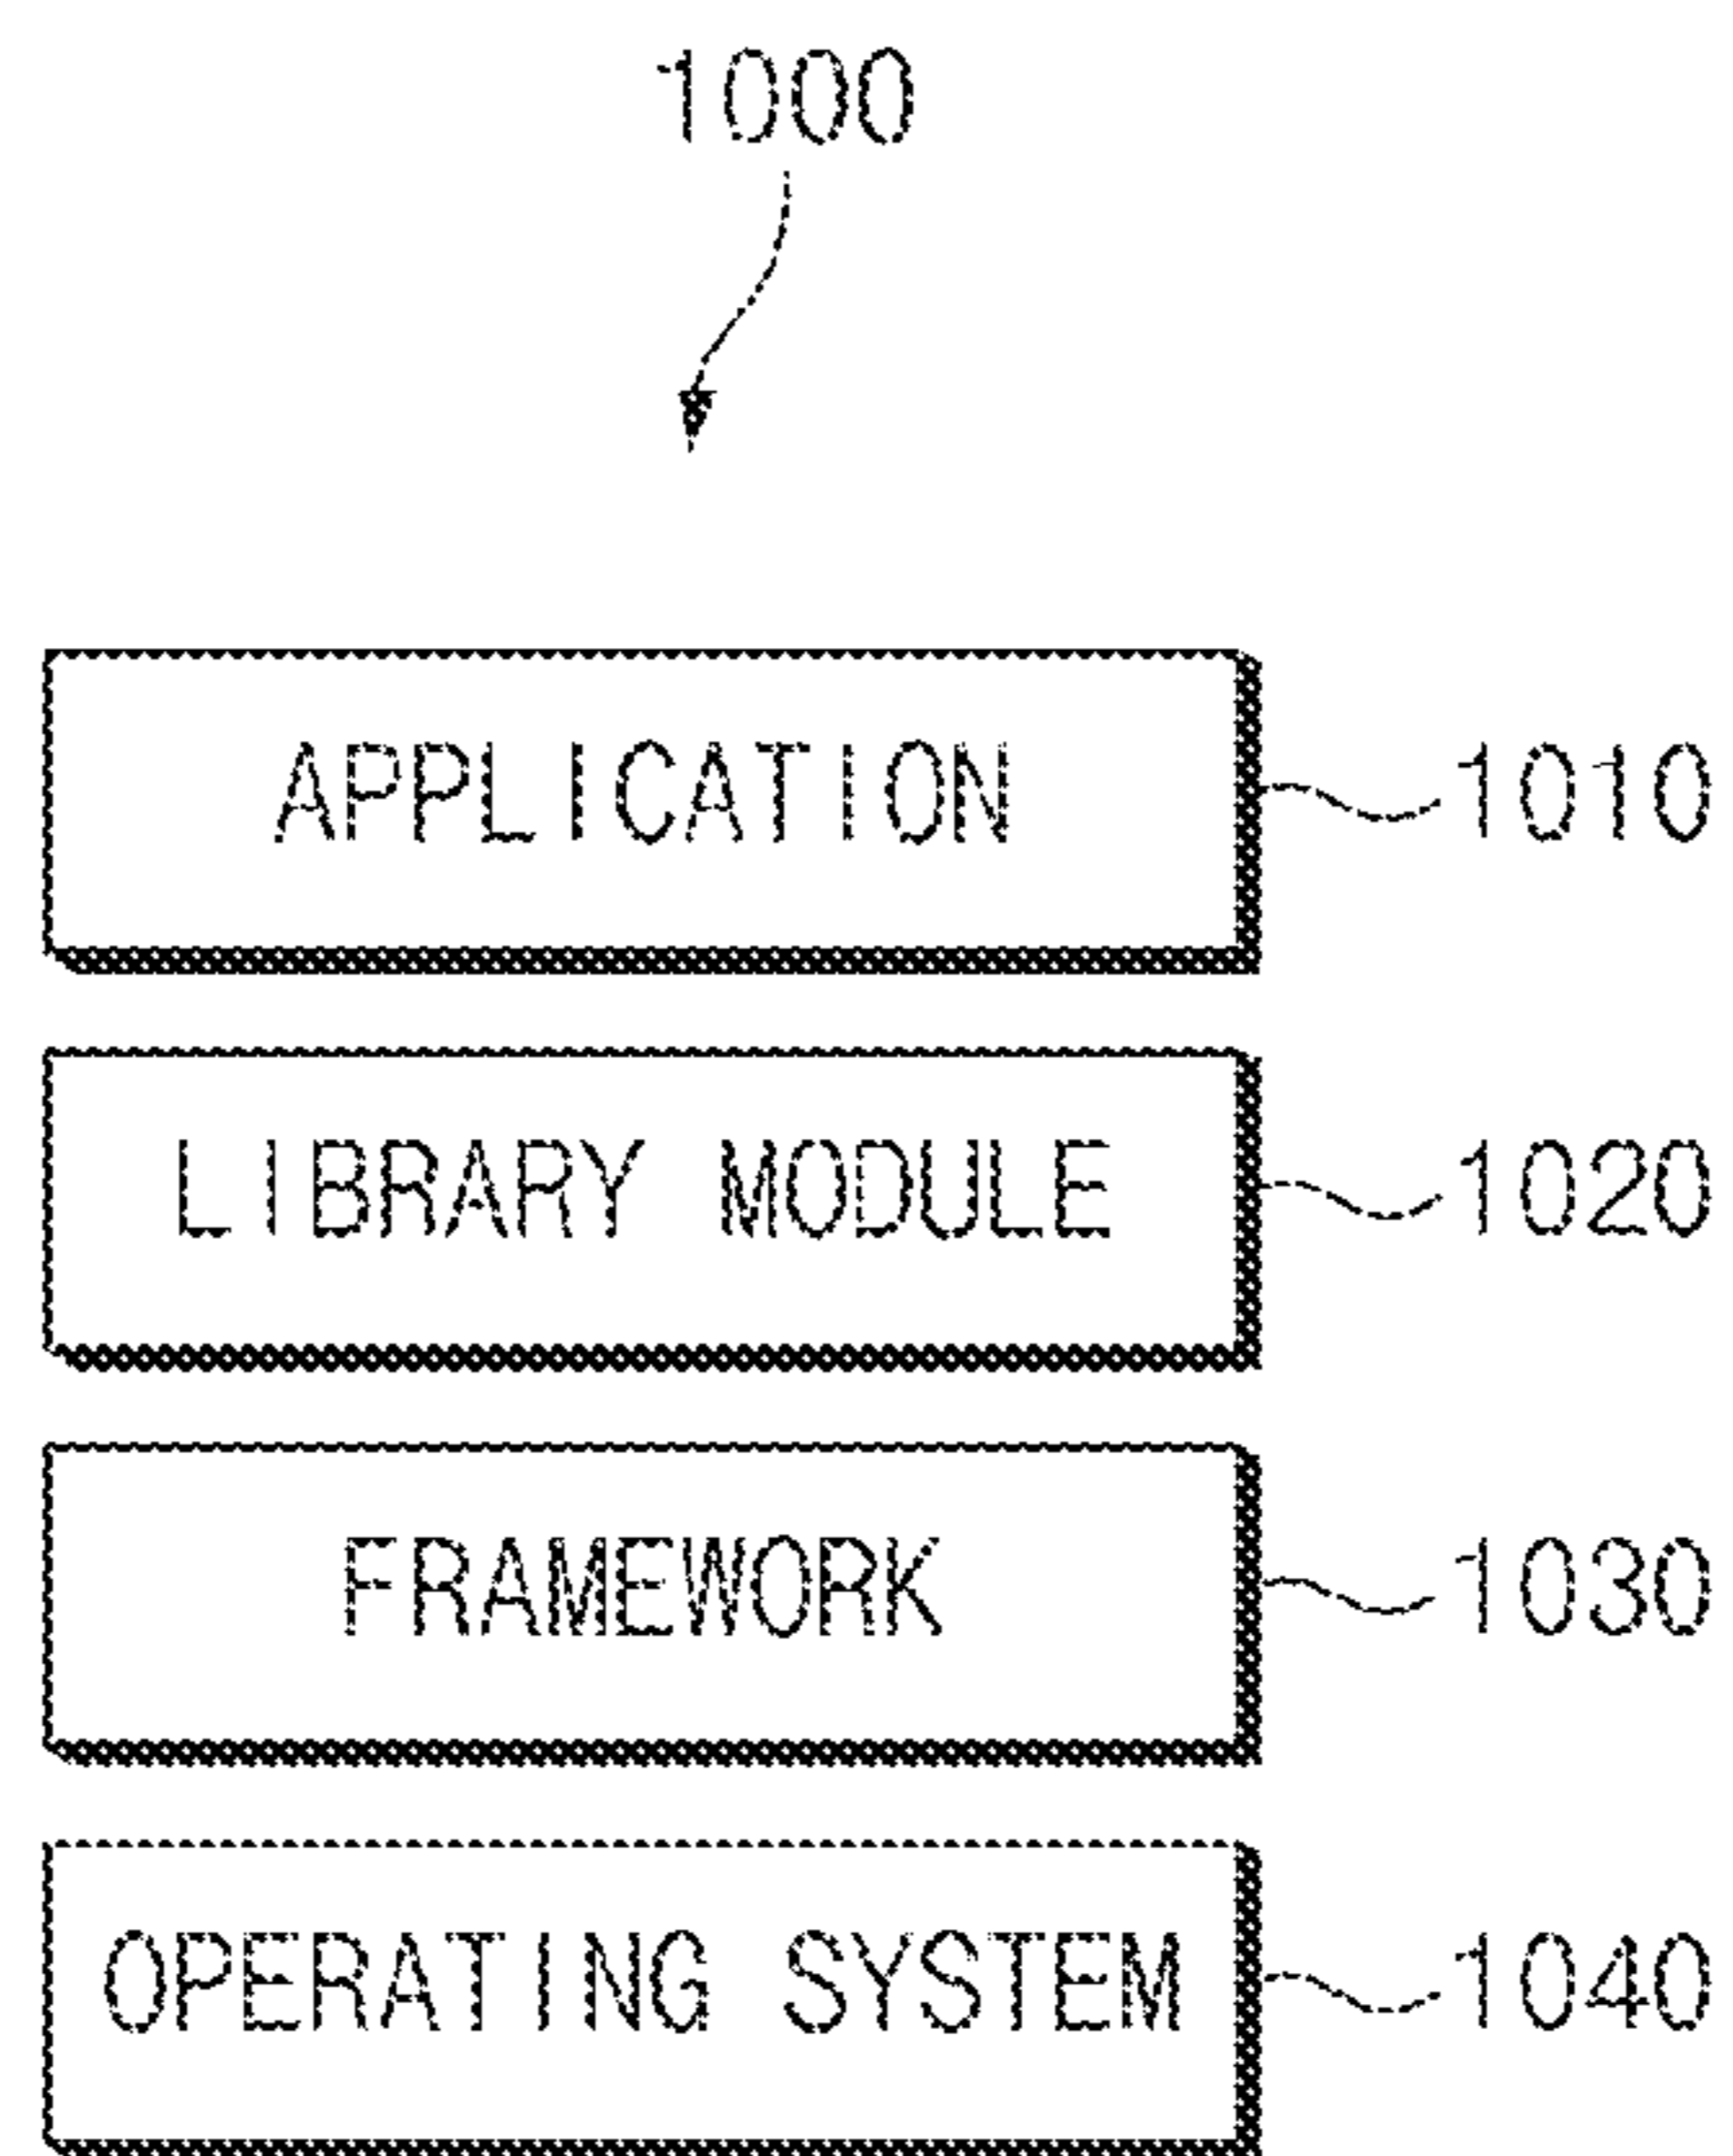 1000
APPLICATION 1010
LIBRARY MODULE 1020
FRAMEWORK 1030
OPERATING SYSTEM 1040